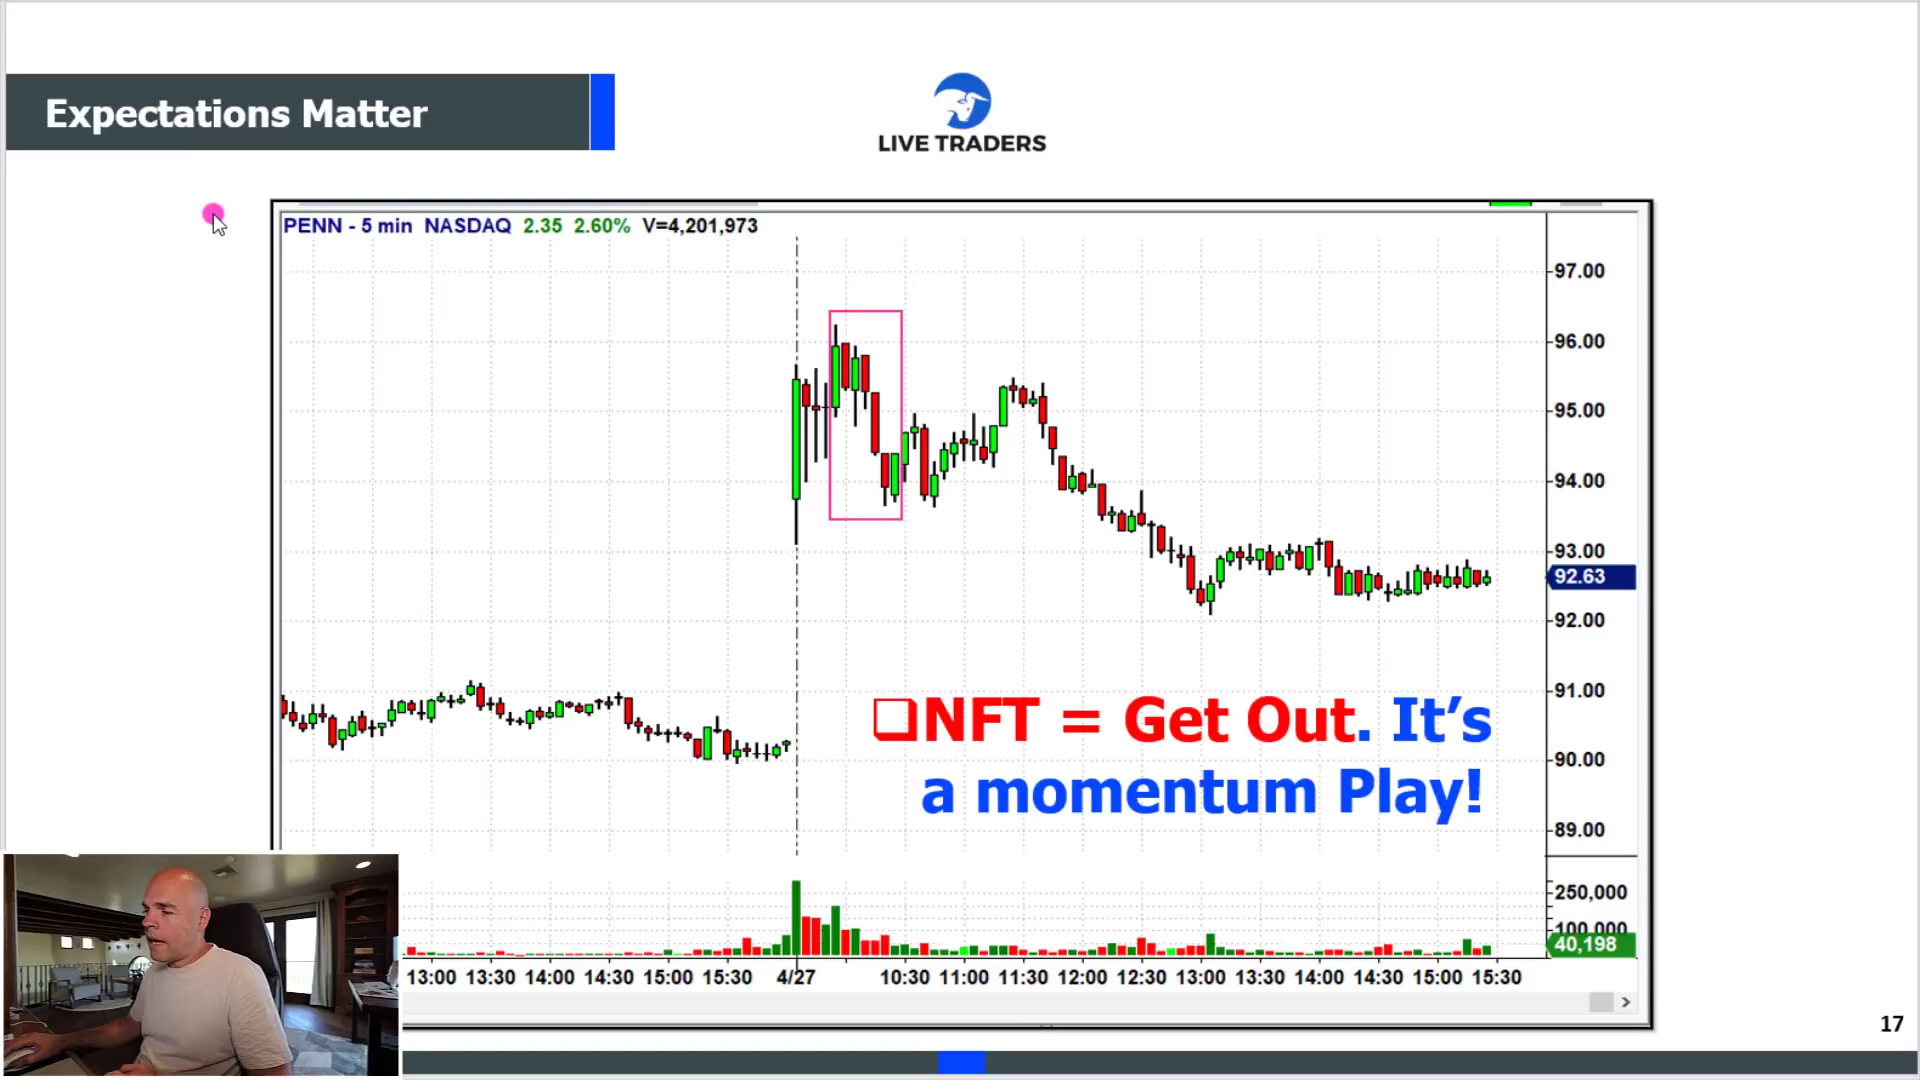 Expectations Matter
LIVE TRADERS
PENN - 5 min NASDAQ 2.35 2.60% V=4,201,973
97.00
96.00
95.00
94.00
93.00
92.63
92.00
91.00
❑NFT = Get Out. It's
a momentum Play!
90.00
89.00
250,000
100,000
40,198
13:00 13:30 14:00 14:30 15:00 15:30 4/27 10:30 11:00 11:30 12:00 12:30 13:00 13:30 14:00 14:30 15:00 15:30
17